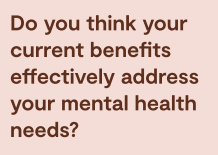 Do you think your
current benefits
effectively address
your mental health
needs?